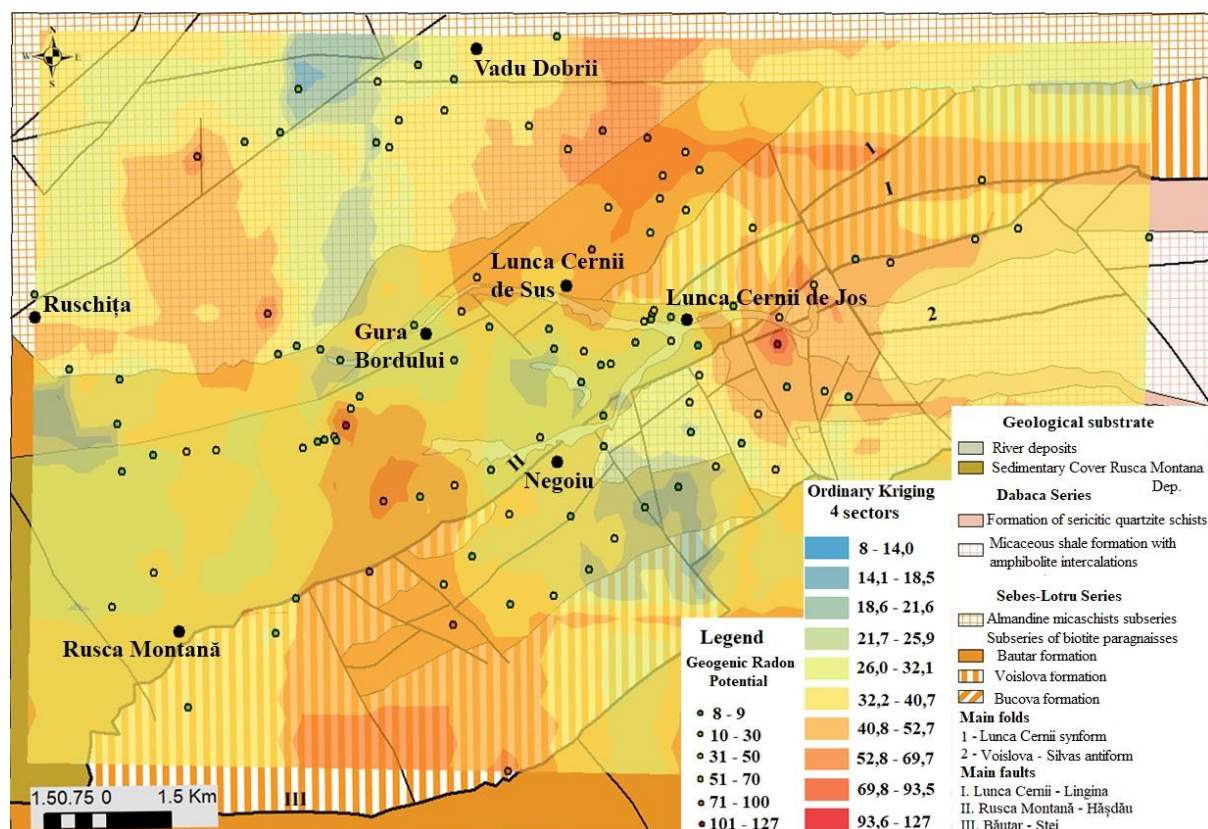 N
W E
S
Vadu Dobrii
1
I
Lunca Cernii
de Sus
Ruschița
Lunca Cernii de Jos
2
Gura
Bordului
II
Negoiu
Rusca Montană
III
1.50.75 0 1.5 Km
Legend
Geogenic Radon
Potential
8 - 9
10 - 30
31 - 50
51 - 70
71 - 100
101 - 127
Ordinary Kriging
4 sectors
8 - 14,0
14,1 - 18,5
18,6 - 21,6
21,7 - 25,9
26,0 - 32,1
32,2 - 40,7
40,8 - 52,7
52,8 - 69,7
69,8 - 93,5
93,6 - 127
Geological substrate
River deposits
Sedimentary Cover Rusca Montana
Dep.
Dabaca Series
Formation of sericitic quartzite schists
Micaceous shale formation with
amphibolite intercalations
Sebes-Lotru Series
Almandine micaschists subseries
Subseries of biotite paragnaisses
Bautar formation
Voislova formation
Bucova formation
Main folds
1 - Lunca Cernii synform
2 - Voislova - Silvas antiform
Main faults
I. Lunca Cernii - Lingina
II. Rusca Montană - Hășdău
III. Băutar - Stei